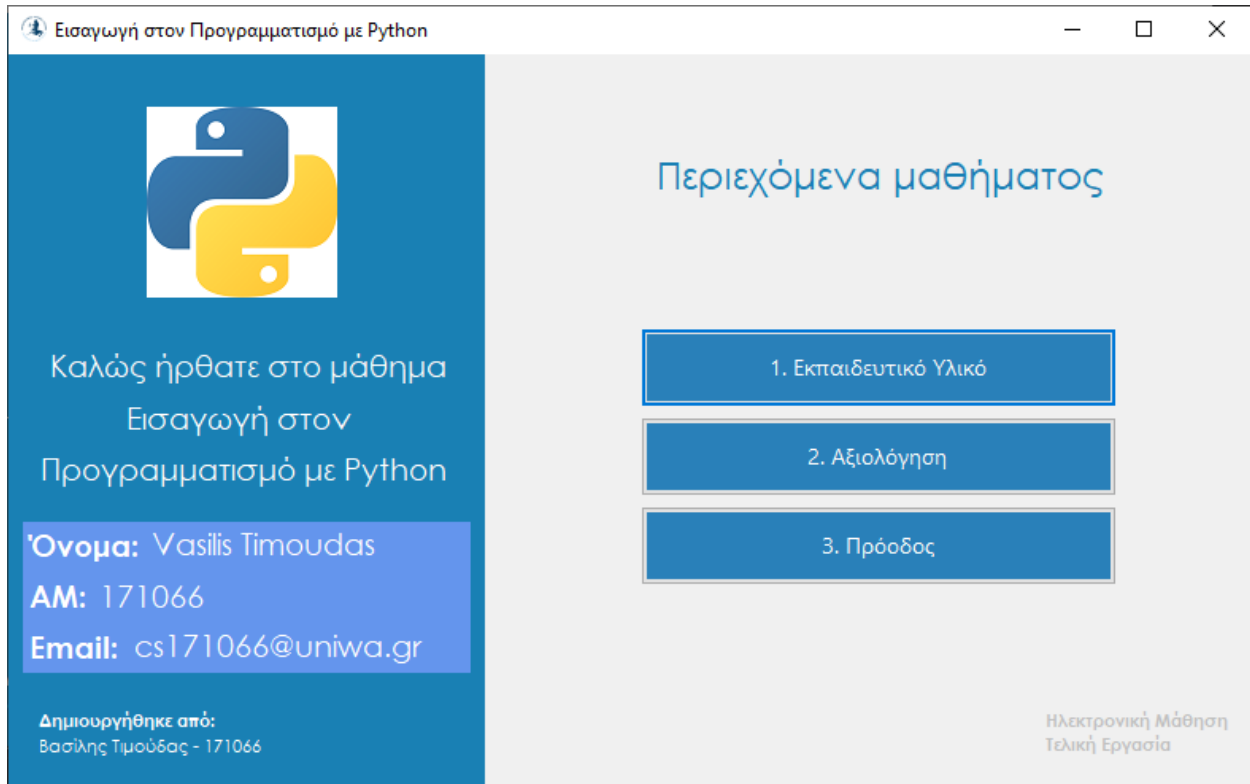 Εισαγωγή στον Προγραμματισμό με Python
Καλώς ήρθατε στο μάθημα
Εισαγωγή στον
Προγραμματισμό με Python
Όνομα: Vasilis Timoudas
ΑΜ: 171066
Email: cs171066@uniwa.gr
Δημιουργήθηκε από:
Βασίλης Τιμούδας - 171066
Περιεχόμενα μαθήματος
1. Εκπαιδευτικό Υλικό
2. Αξιολόγηση
3. Πρόοδος
Ηλεκτρονική Μάθηση
Τελική Εργασία